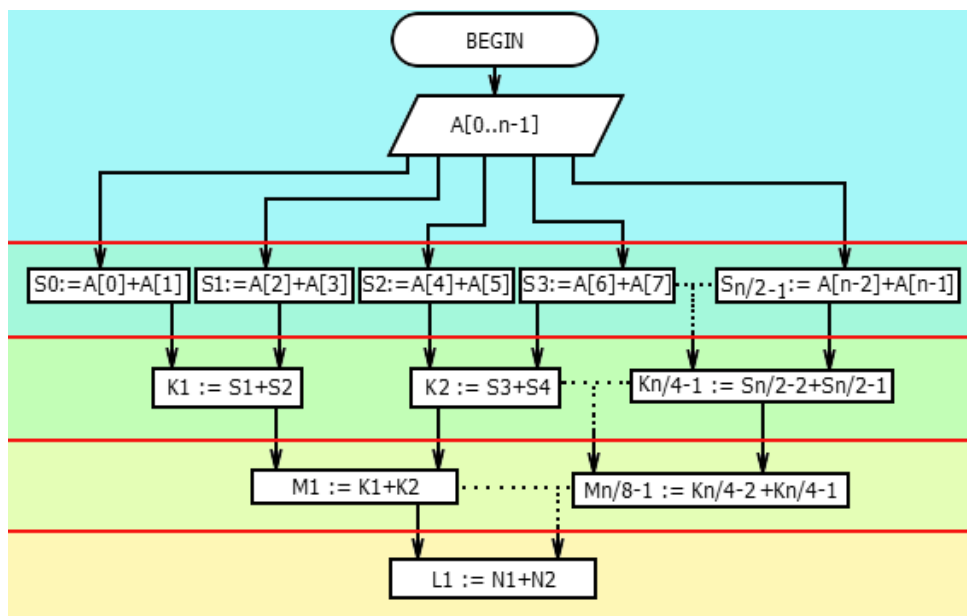 BEGIN
A[0..n-1]
S0:=A[0]+A[1]
S1:=A[2]+A[3]
S2:=A[4]+A[5]
S3:=A[6]+A[7]
Sn/2-1:= A[n-2]+A[n-1]
K1 := S1+S2
K2 := S3+S4
Kn/4-1 := Sn/2-2+Sn/2-1
M1 := K1+K2
Mn/8-1 := Kn/4-2 +Kn/4-1
L1 := N1+N2